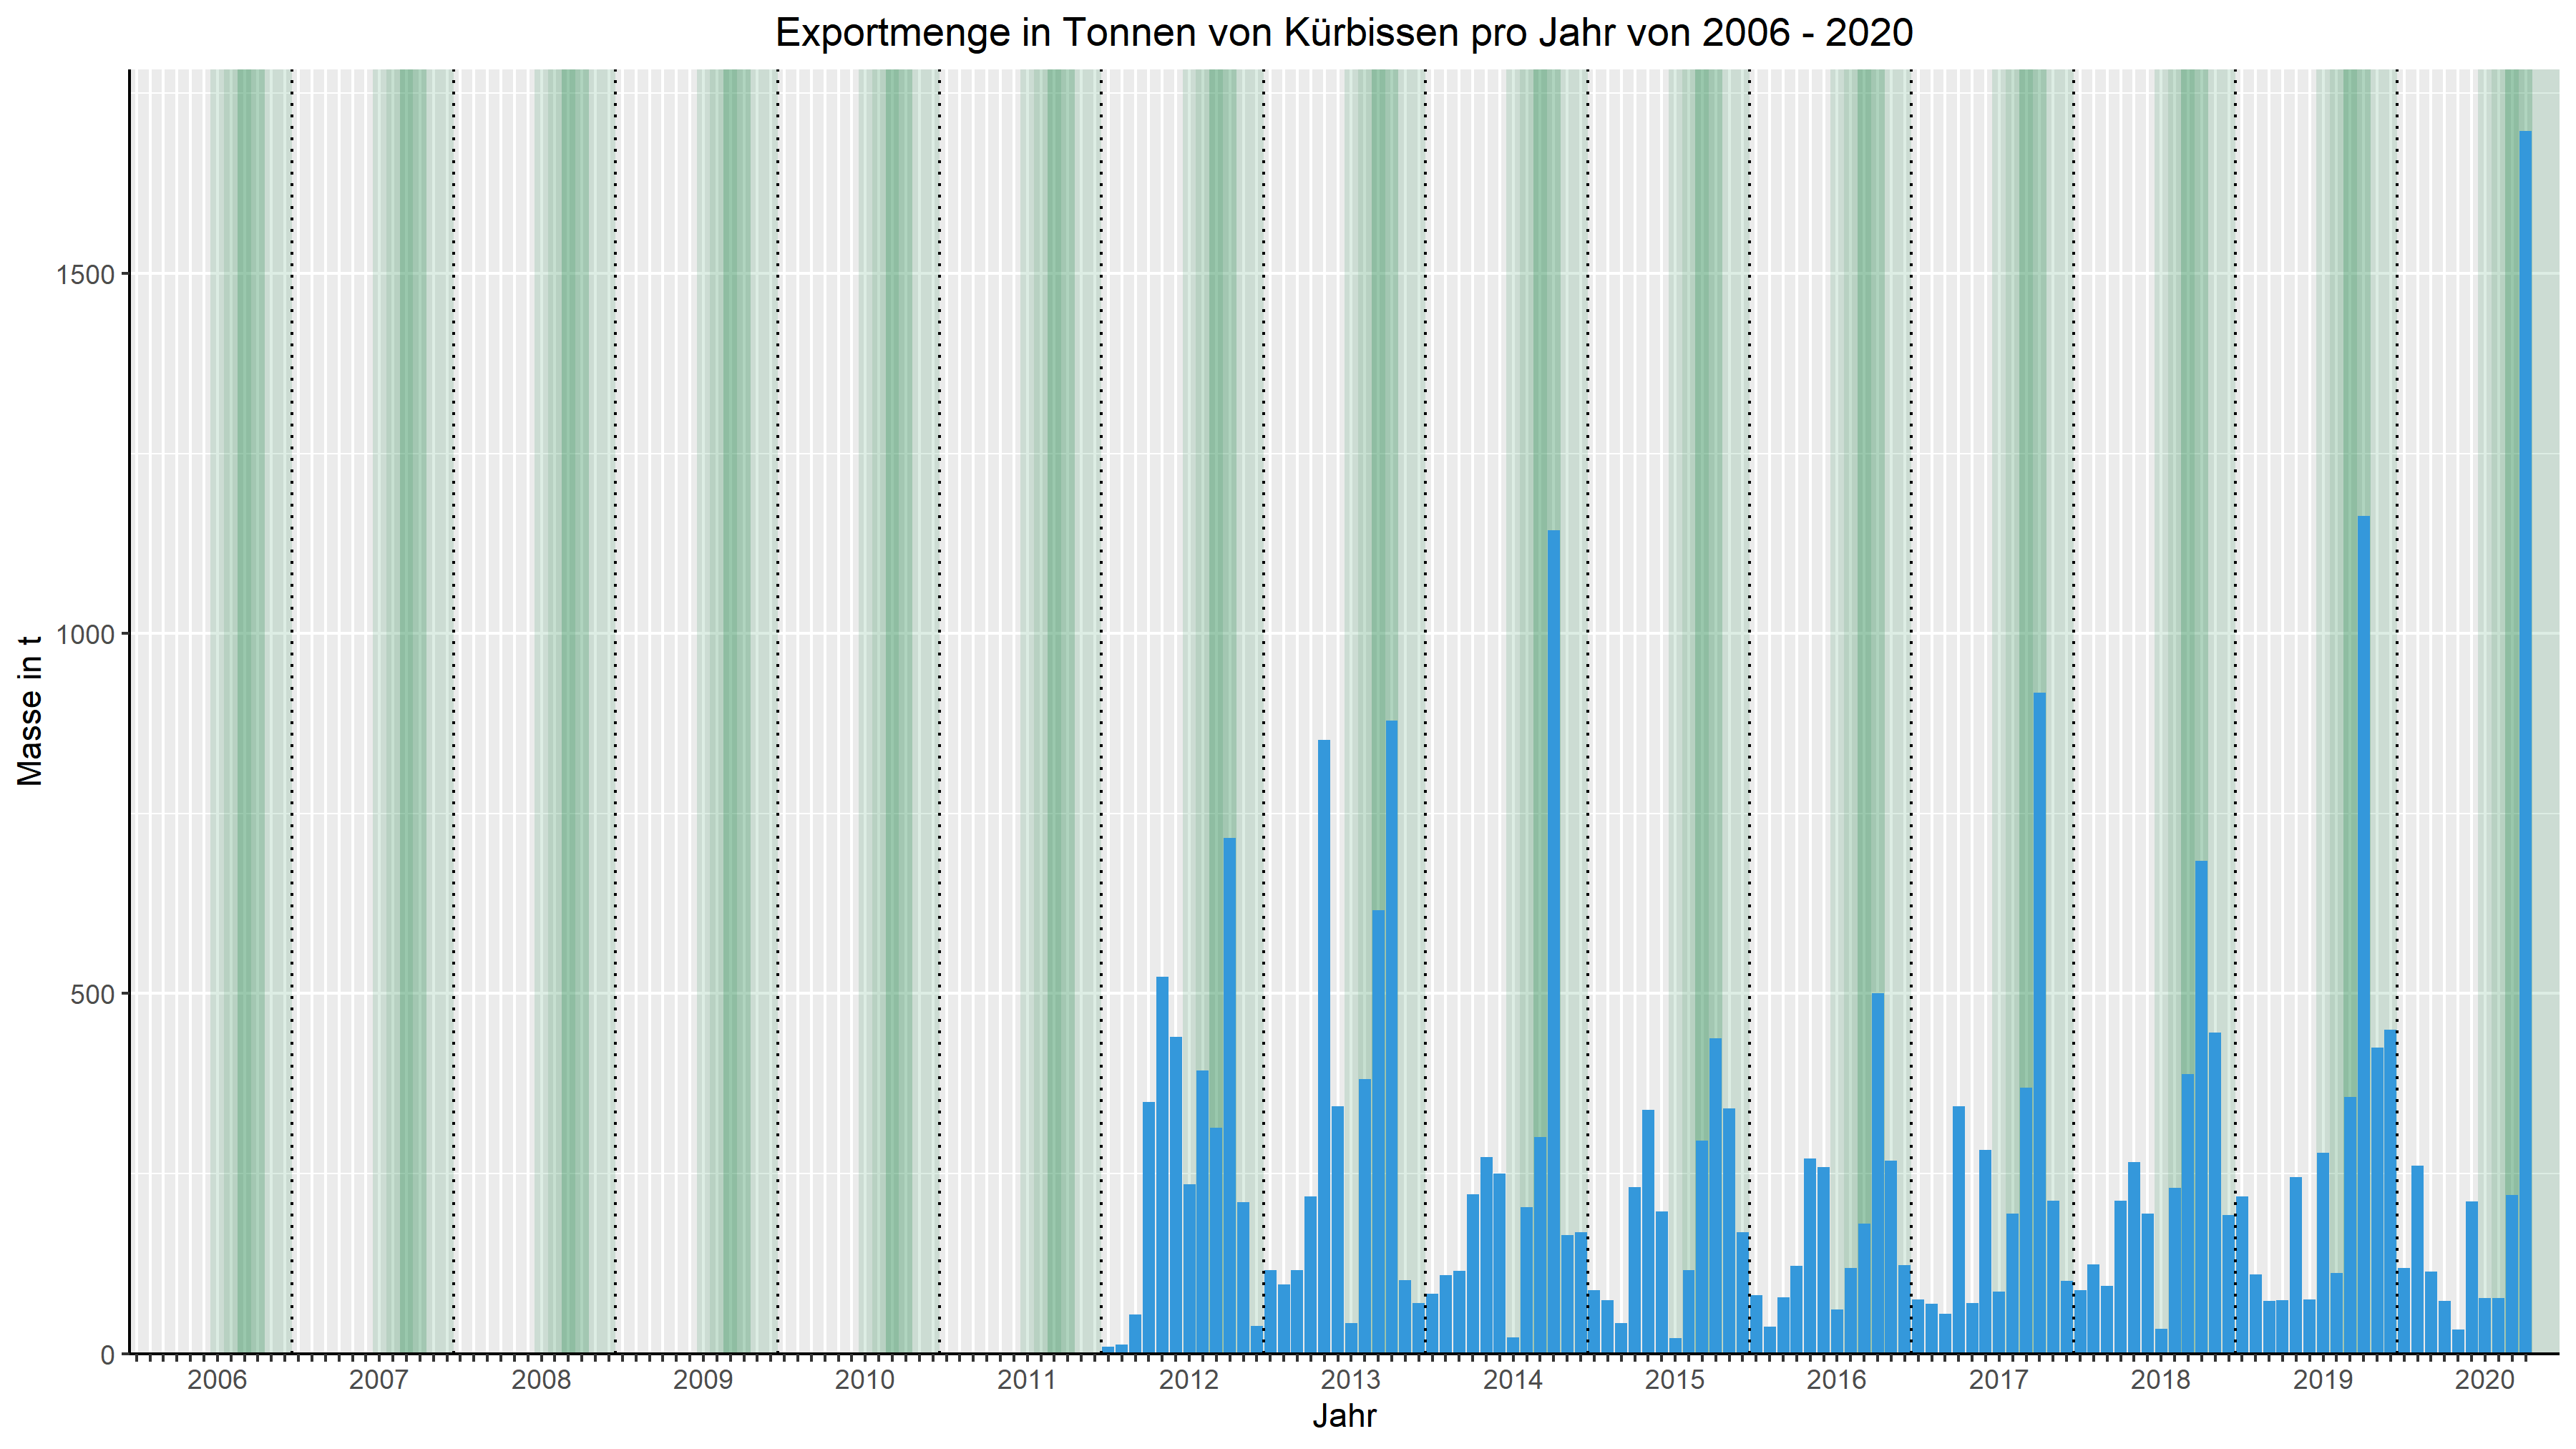 Exportmenge in Tonnen von Kürbissen pro Jahr von 2006 - 2020
Masse in t
1500
1000
500
0
2006 2007 2008 2009 2010 2011 2012 2013 2014 2015 2016 2017 2018 2019 2020
Jahr